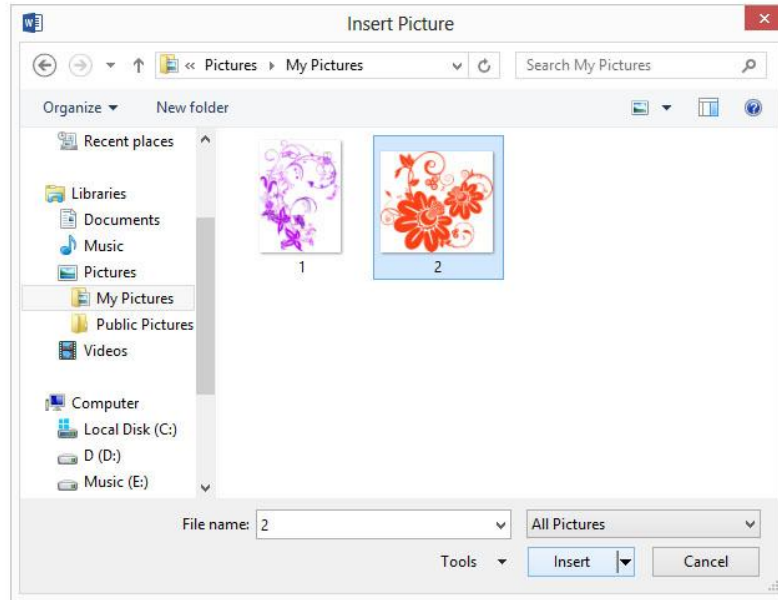 Insert Picture
« Pictures My Pictures
Search My Pictures
Organize New folder
Recent places
Libraries
Documents
Music
Pictures
My Pictures
Public Pictures
Videos
Computer
Local Disk (C:)
D (D:)
Music (E:)
1
2
File name: 2
All Pictures
Tools Insert Cancel